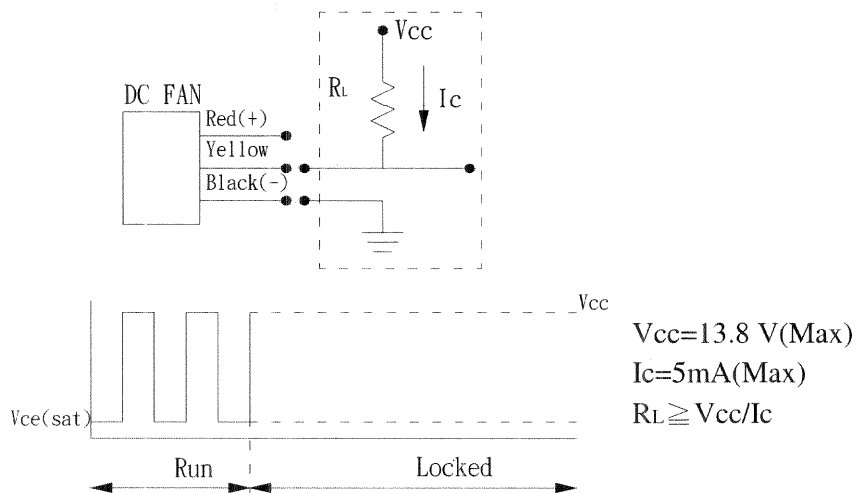 Vcc
RL
Ic
DC FAN
Red(+)
Yellow
Black(-)
Vcc
Vce(sat)
Run
Locked
Vcc=13.8 V(Max)
Ic=5mA(Max)
RL≧Vcc/Ic